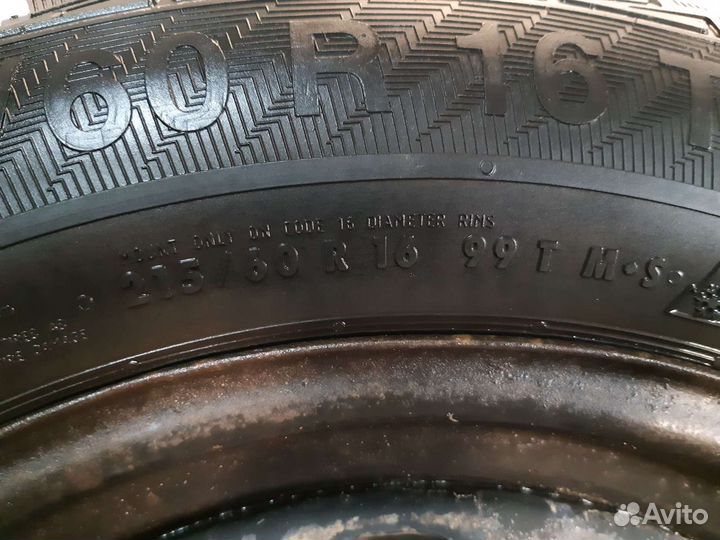 /60 R 16 T
MOUNT ONLY ON CODE 16 DIAMETER RIMS
215/60 R 16 99 T M·S·
Avito